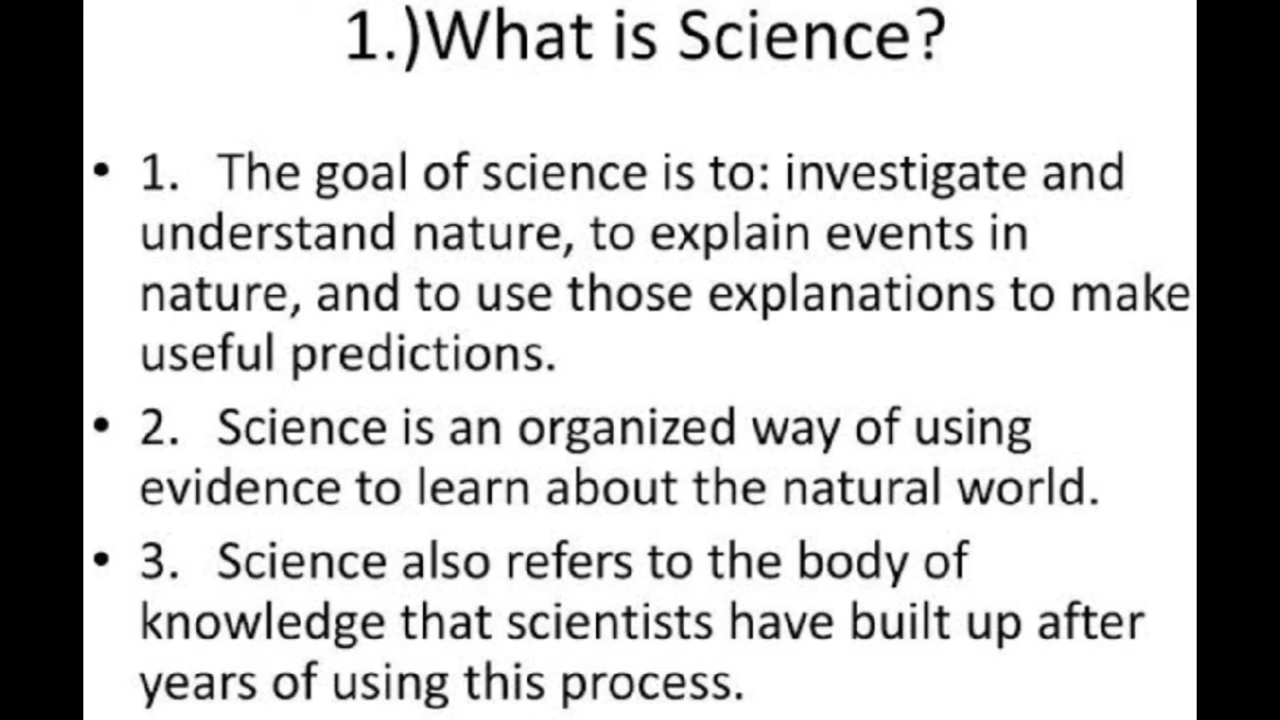 1.)What is Science?
• 1. The goal of science is to: investigate and
understand nature, to explain events in
nature, and to use those explanations to make
useful predictions.
• 2. Science is an organized way of using
evidence to learn about the natural world.
• 3. Science also refers to the body of
knowledge that scientists have built up after
years of using this process.